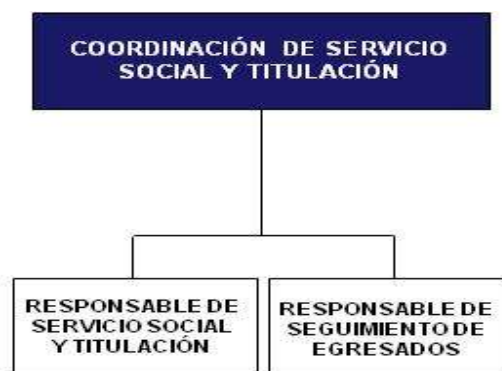 COORDINACIÓN DE SERVICIO
SOCIAL Y TITULACIÓN
RESPONSABLE DE
SERVICIO SOCIAL
Y TITULACIÓN
RESPONSABLE DE
SEGUIMIENTO DE
EGRESADOS